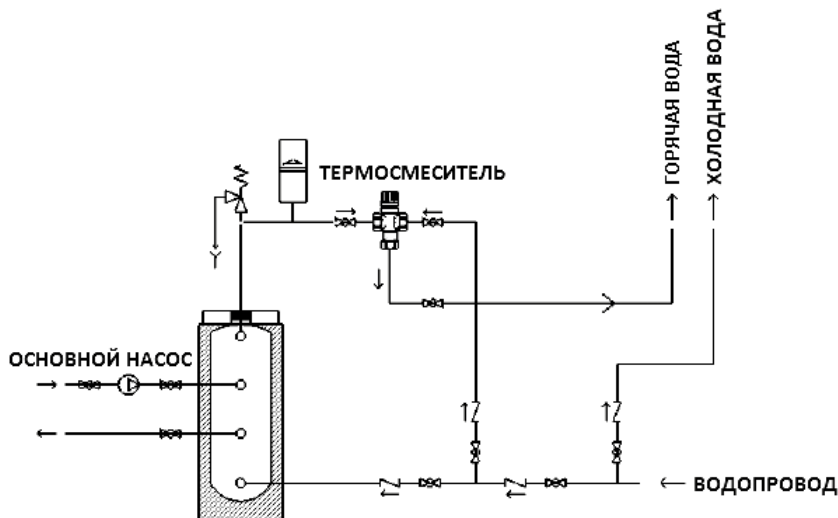 ГОРЯЧАЯ ВОДА
ХОЛОДНАЯ ВОДА
ТЕРМОСМЕСИТЕЛЬ
ОСНОВНОЙ НАСОС
ВОДОПРОВОД